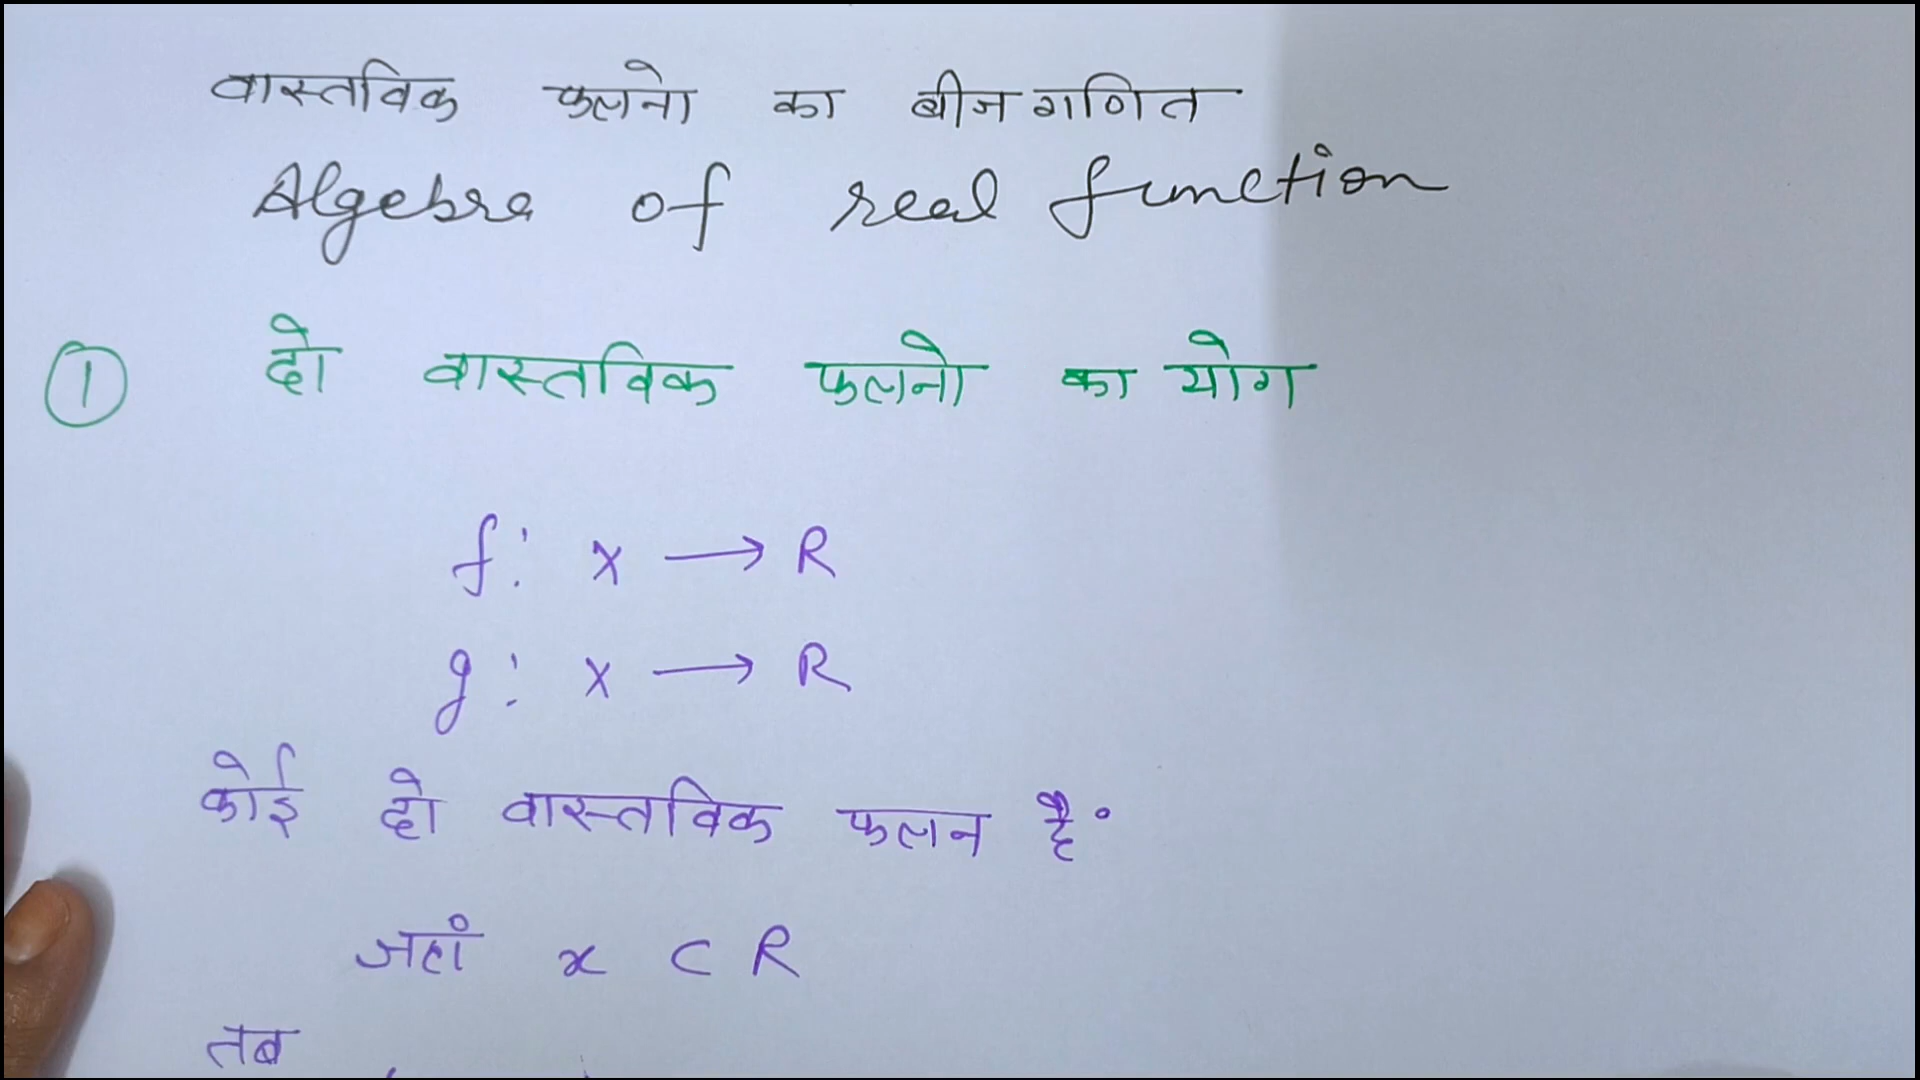 वास्तविक फलनो का बीजगणित
Algebra of real function
① दो वास्तविक फलनो का योग
f: X → R
g: X → R
कोई दो वास्तविक फलन है.
जहां x ⊂ R
तब